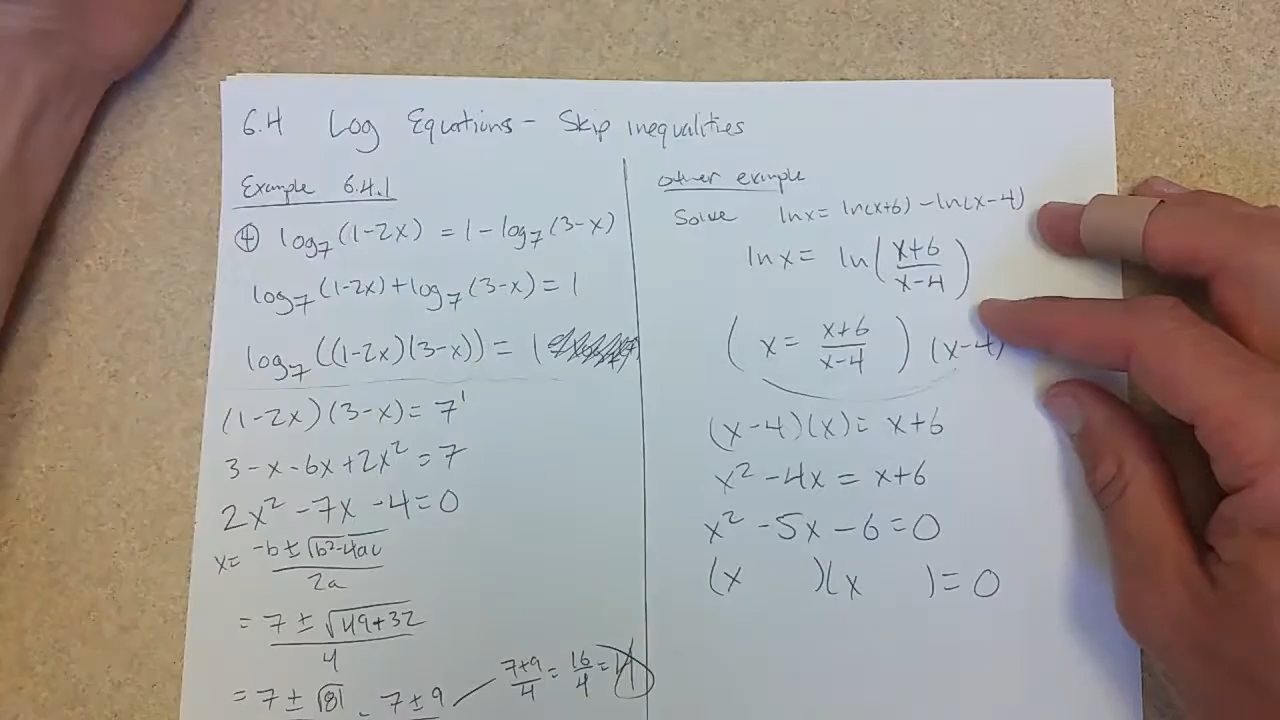 6.4 Log Equations - Skip inequalities
Example 6.4.1
④ log₇(1-2x) = 1 - log₇(3-x)
log₇(1-2x) + log₇(3-x) = 1
log₇((1-2x)(3-x)) = 1
(1-2x)(3-x) = 7¹
3 - x - 6x + 2x² = 7
2x² - 7x - 4 = 0
x = (-b ± √(b²-4ac))/2a
= (7 ± √(49+32))/4
= 7 ± √81 = 7 ± 9
(7+9)/4 = 16/4 = 4
other example
Solve lnx = ln(x+6) - ln(x-4)
lnx = ln((x+6)/(x-4))
(x = (x+6)/(x-4)) (x-4)
(x-4)(x) = x+6
x² - 4x = x+6
x² - 5x - 6 = 0
(x )(x ) = 0